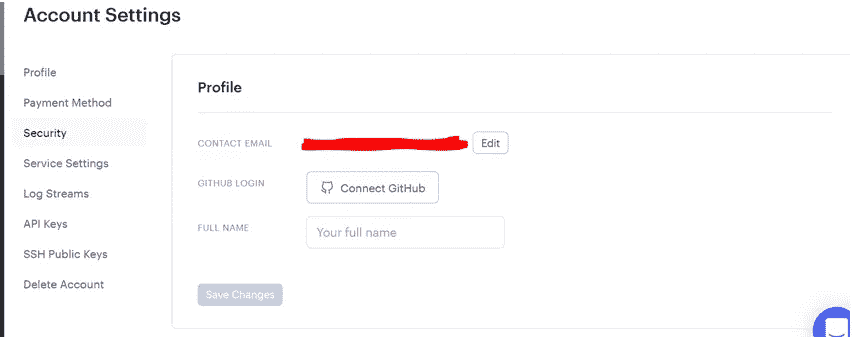 Account Settings
Profile
Payment Method
Security
Service Settings
Log Streams
API Keys
SSH Public Keys
Delete Account
Profile
CONTACT EMAIL
Edit
GITHUB LOGIN
Connect GitHub
FULL NAME
Your full name
Save Changes